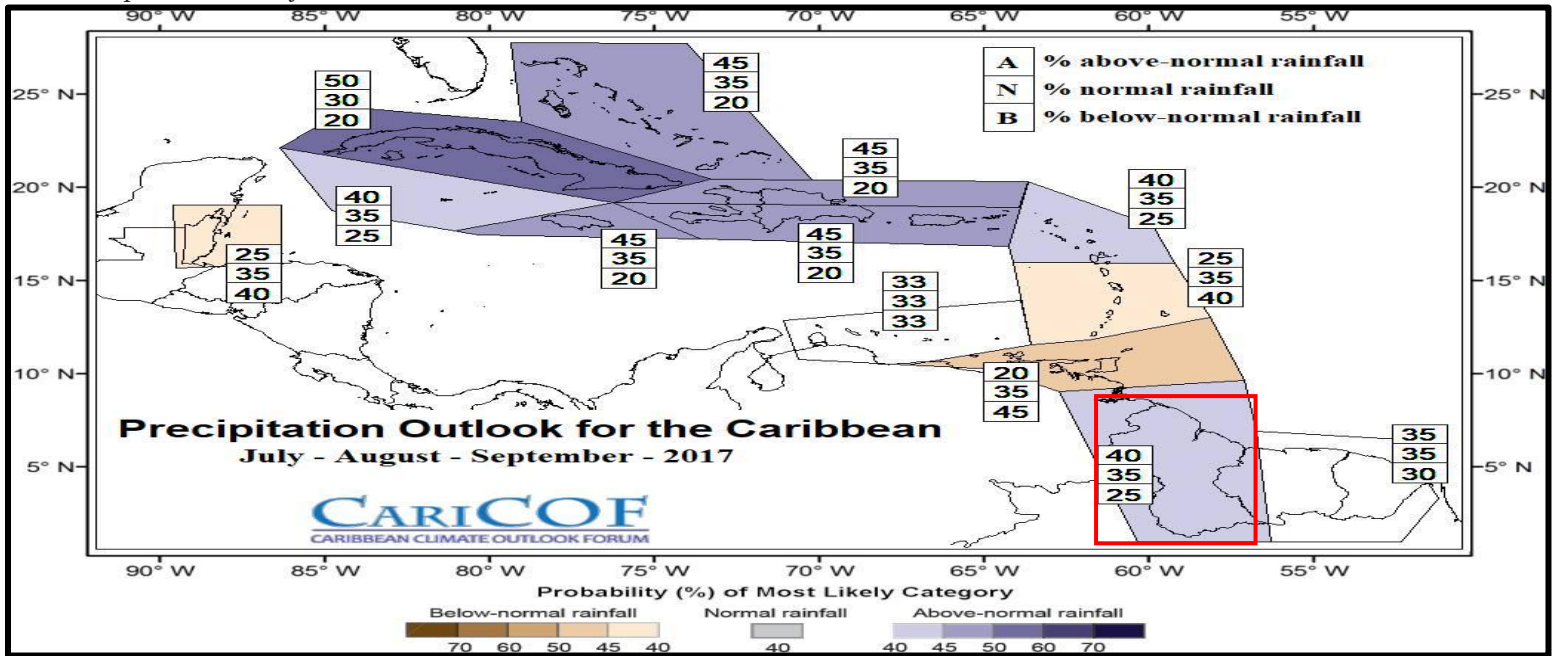 90° W 85° W 80° W 75° W 70° W 65° W 60° W 55° W
A % above-normal rainfall
N % normal rainfall
B % below-normal rainfall
25° N
25° N
50
30
20
45
35
20
45
35
20
20° N
20° N
40
35
25
40
35
25
45
35
20
45
35
20
25
35
40
25
35
40
15° N
15° N
33
33
33
10° N
10° N
20
35
45
Precipitation Outlook for the Caribbean
July - August - September - 2017
5° N
5° N
40
35
25
35
35
30
CARICOF
CARIBBEAN CLIMATE OUTLOOK FORUM
90° W 85° W 80° W 75° W 70° W 65° W 60° W 55° W
Probability (%) of Most Likely Category
Below-normal rainfall Normal rainfall Above-normal rainfall
70 60 50 45 40 40 40 45 50 60 70